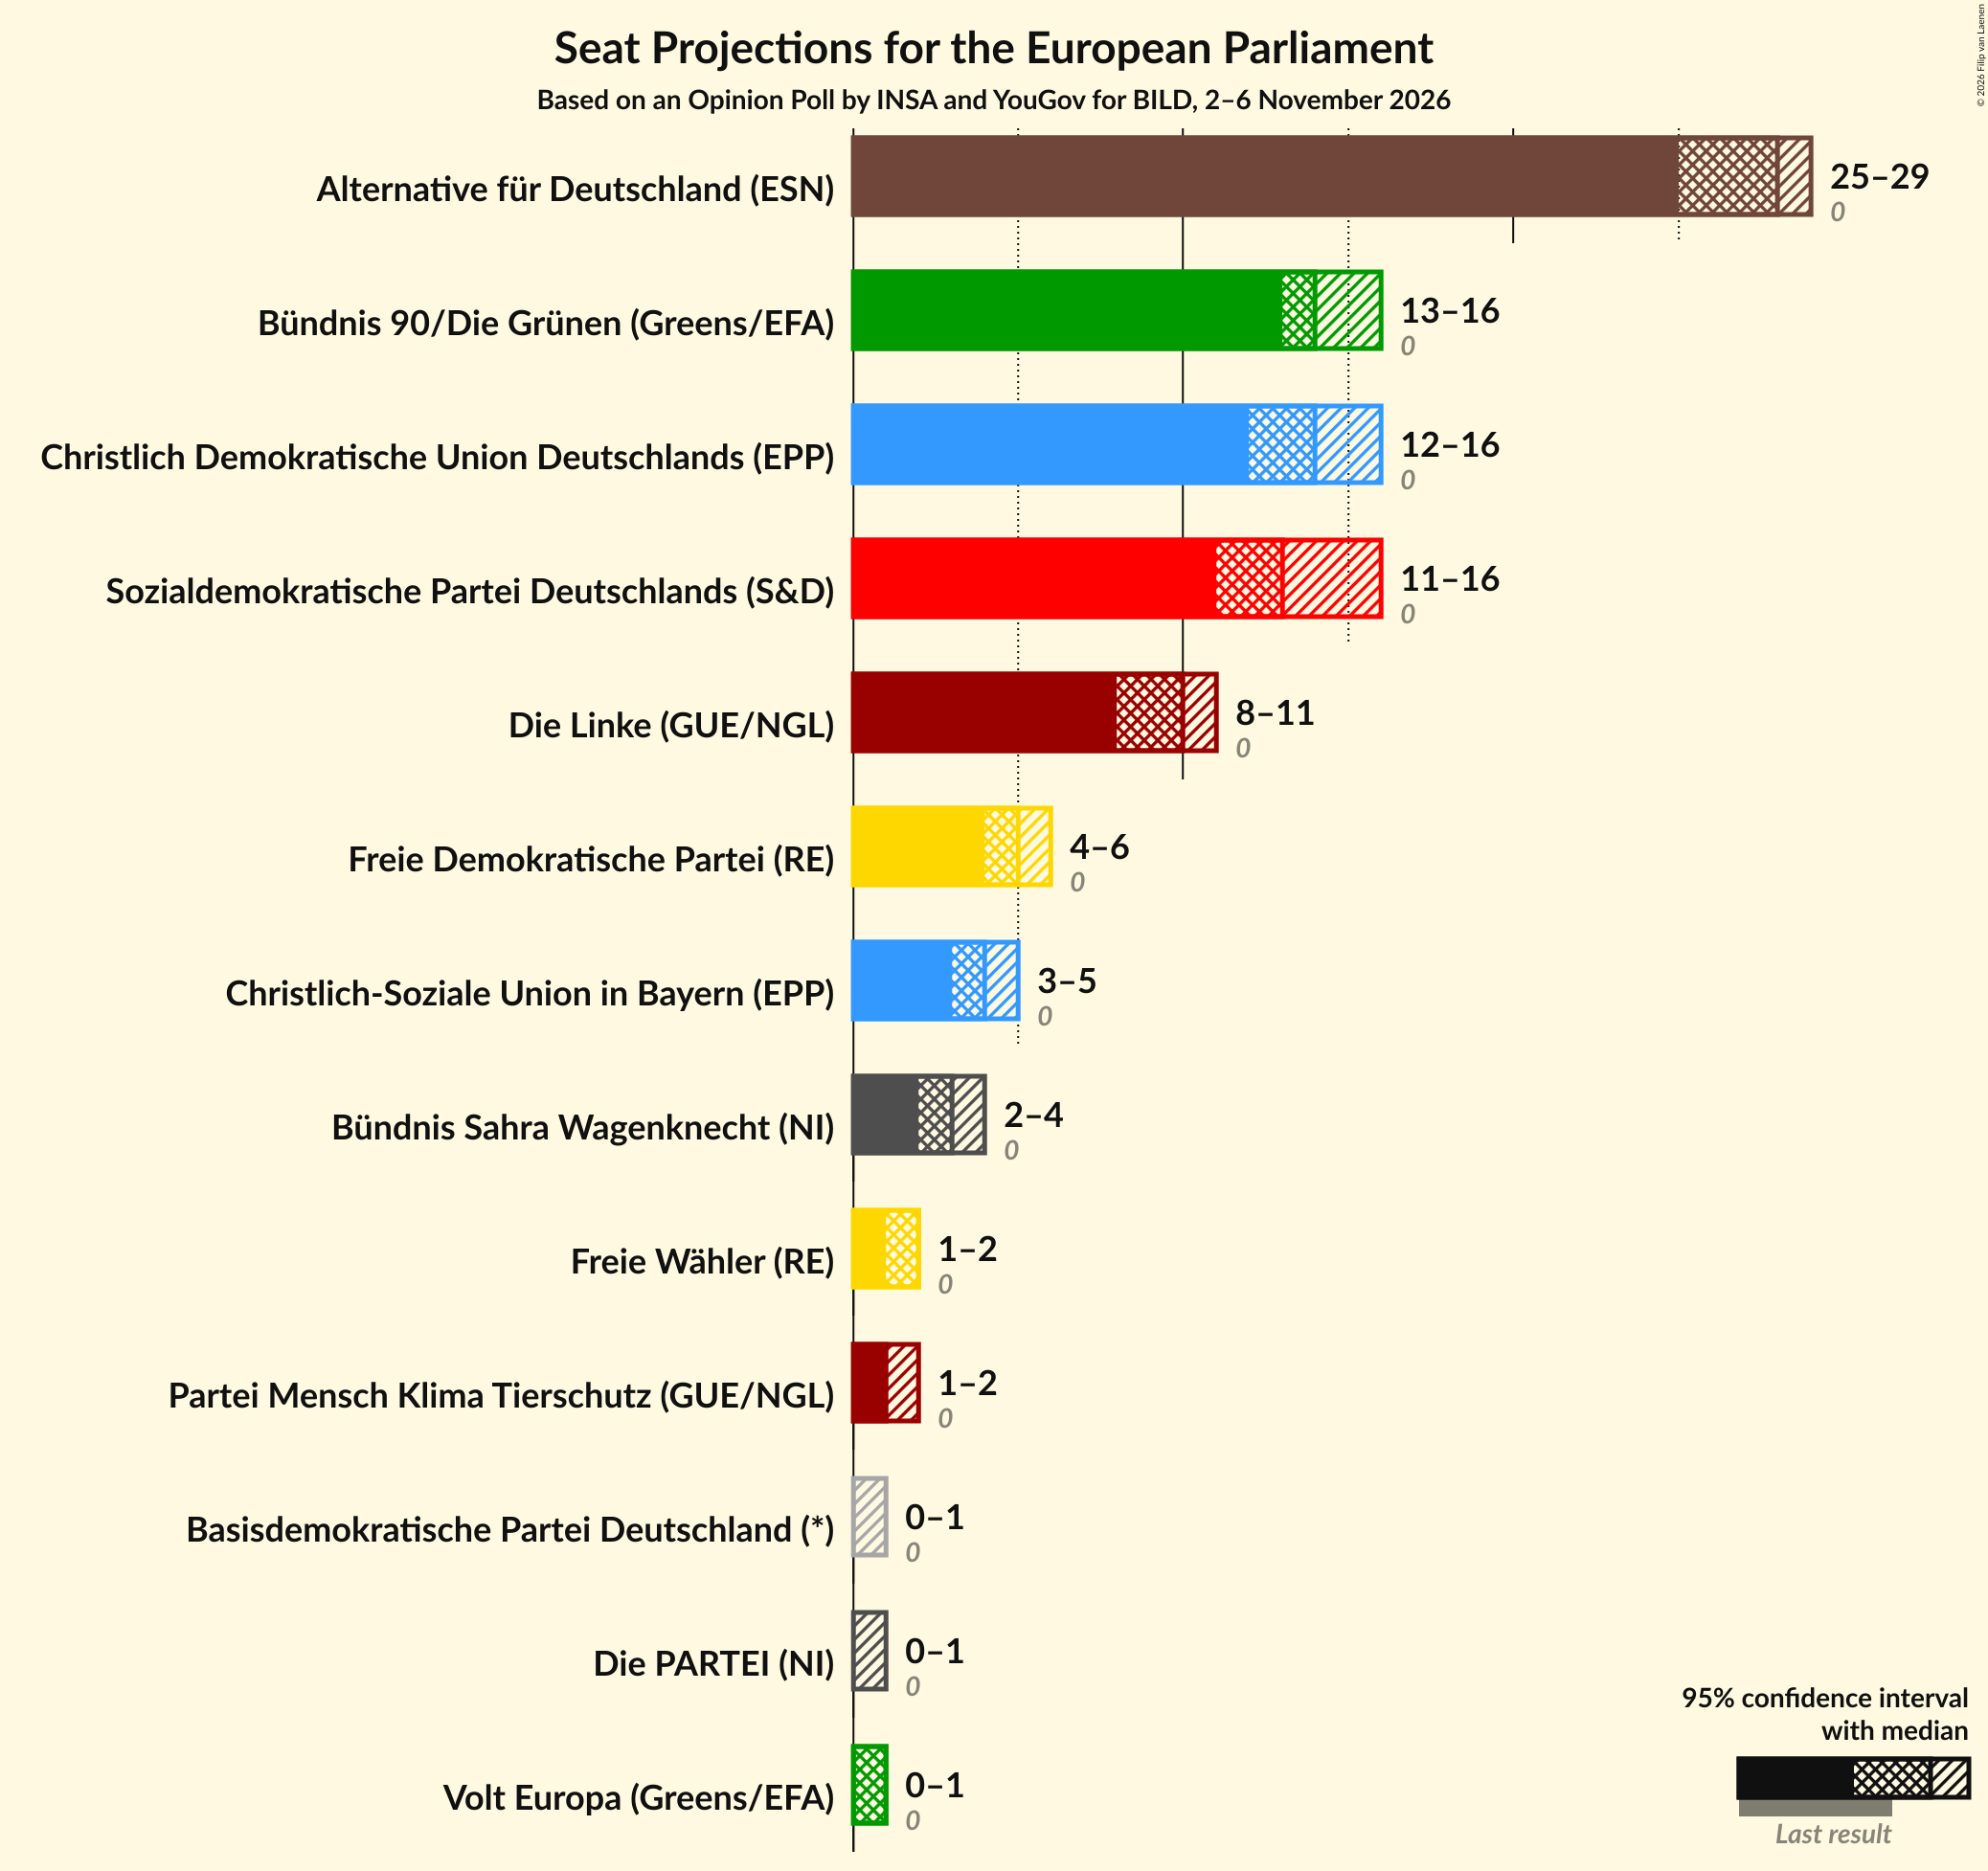 Seat Projections for the European Parliament
Based on an Opinion Poll by INSA and YouGov for BILD, 2–6 November 2026
© 2026 Filip van Laenen
Alternative für Deutschland (ESN)
25–29
0
Bündnis 90/Die Grünen (Greens/EFA)
13–16
0
Christlich Demokratische Union Deutschlands (EPP)
12–16
0
Sozialdemokratische Partei Deutschlands (S&D)
11–16
0
Die Linke (GUE/NGL)
8–11
0
Freie Demokratische Partei (RE)
4–6
0
Christlich-Soziale Union in Bayern (EPP)
3–5
0
Bündnis Sahra Wagenknecht (NI)
2–4
0
Freie Wähler (RE)
1–2
0
Partei Mensch Klima Tierschutz (GUE/NGL)
1–2
0
Basisdemokratische Partei Deutschland (*)
0–1
0
Die PARTEI (NI)
0–1
0
Volt Europa (Greens/EFA)
0–1
0
95% confidence interval
with median
Last result